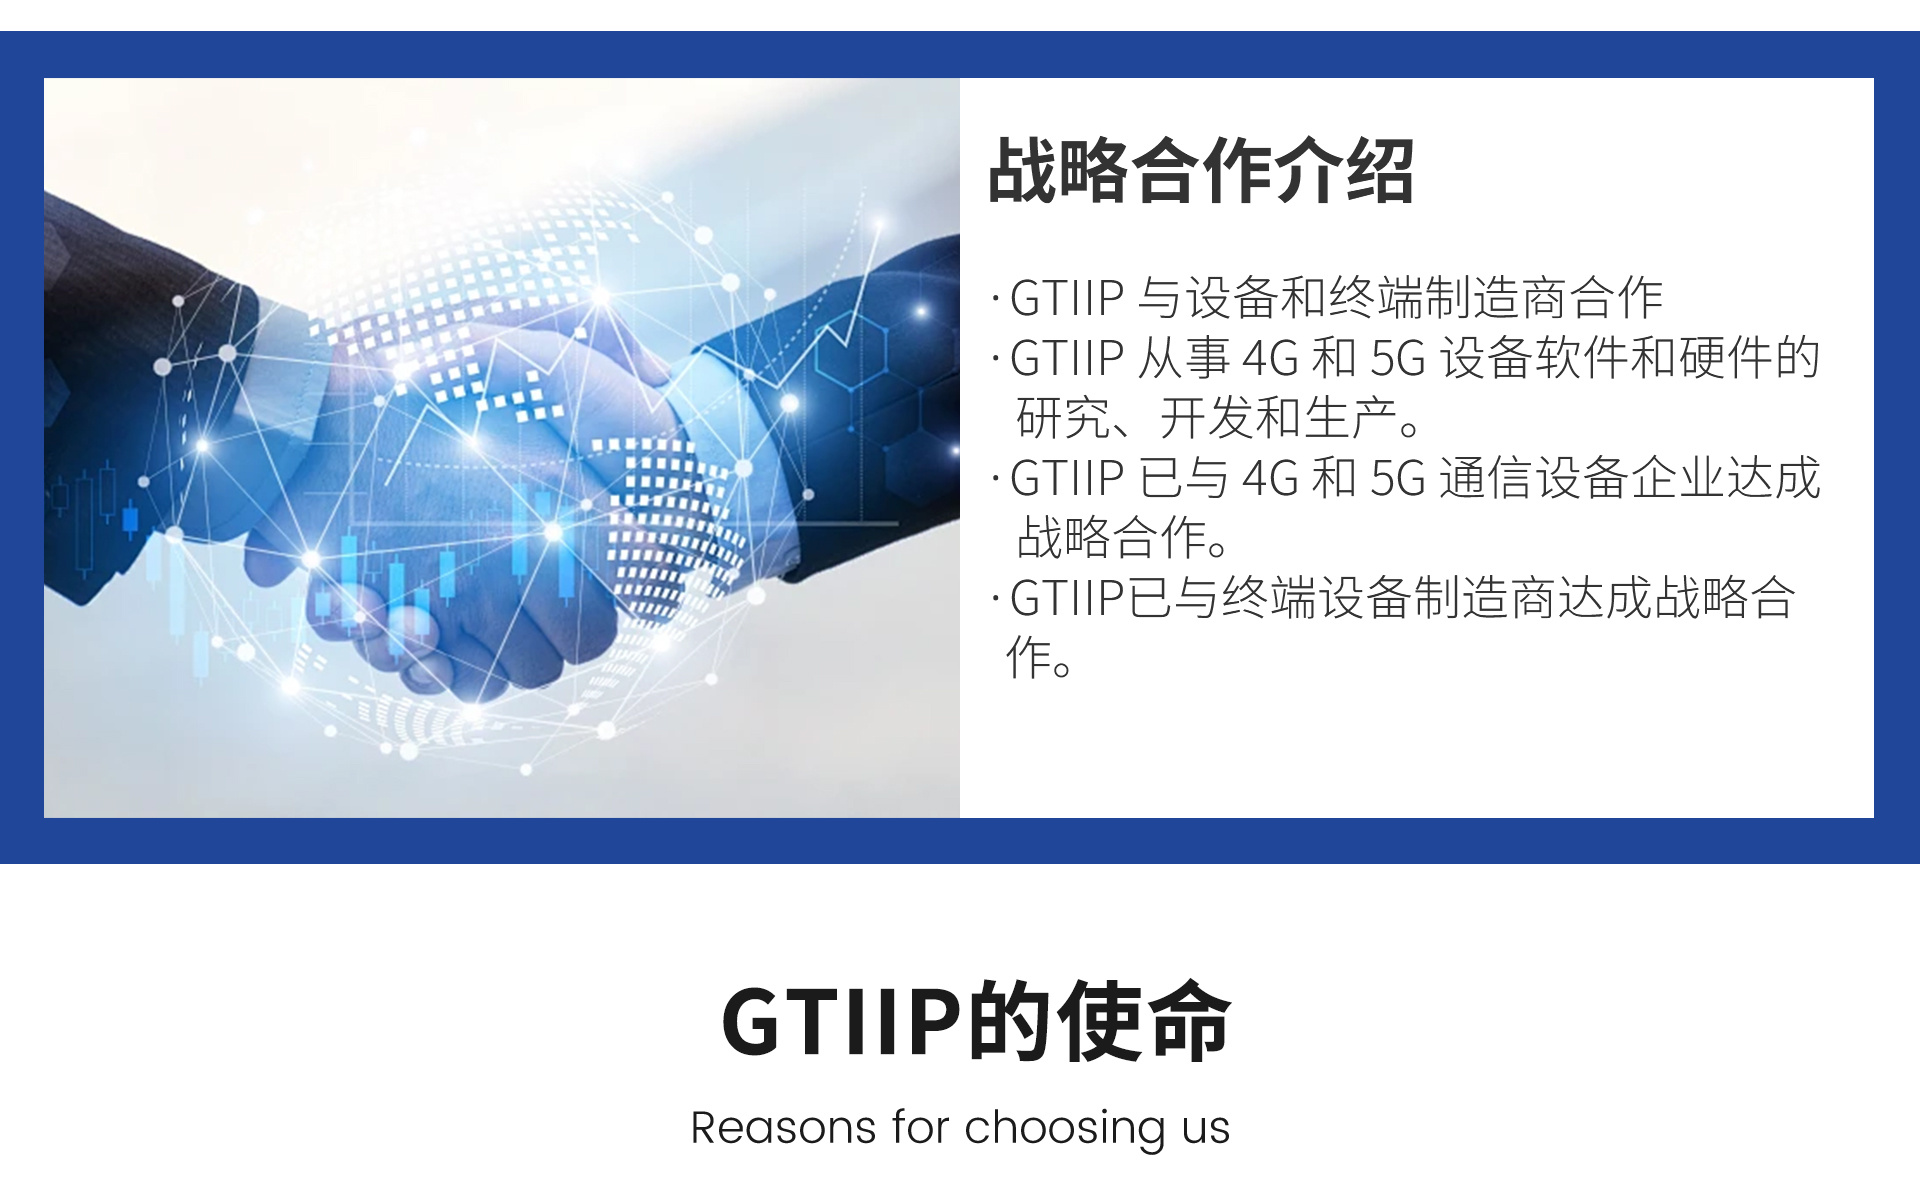 战略合作介绍
·GTIIP 与设备和终端制造商合作
·GTIIP 从事 4G 和 5G 设备软件和硬件的
研究、开发和生产。
·GTIIP 已与 4G 和 5G 通信设备企业达成
战略合作。
·GTIIP已与终端设备制造商达成战略合
作。
GTIIP的使命
Reasons for choosing us